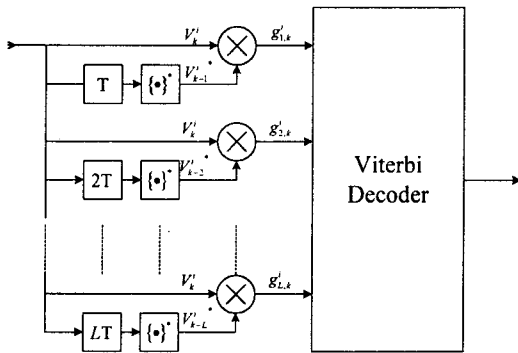 V'_k g'_{1,k}
T {•}* V'_{k-1}*
V'_k g'_{2,k}
2T {•}* V'_{k-2}*
Viterbi
Decoder
V'_k g'_{L,k}
LT {•}* V'_{k-L}*